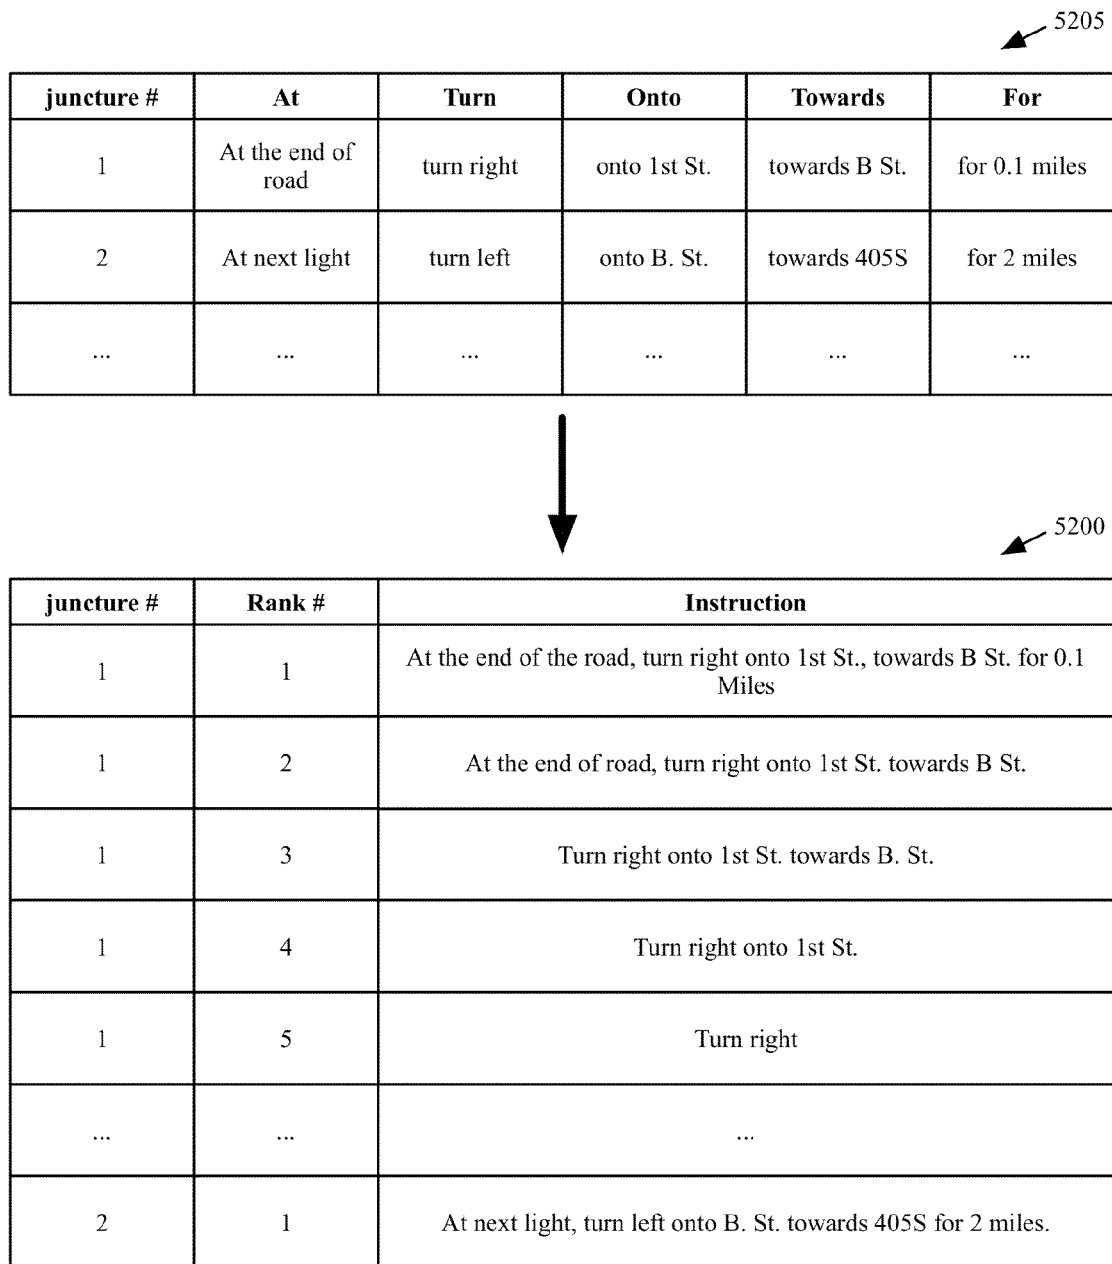 5205
juncture # At Turn Onto Towards For
1 At the end of road turn right onto 1st St. towards B St. for 0.1 miles
2 At next light turn left onto B. St. towards 405S for 2 miles
... ... ... ... ... ...
5200
juncture # Rank # Instruction
1 1 At the end of the road, turn right onto 1st St., towards B St. for 0.1
Miles
1 2 At the end of road, turn right onto 1st St. towards B St.
1 3 Turn right onto 1st St. towards B. St.
1 4 Turn right onto 1st St.
1 5 Turn right
... ... ...
2 1 At next light, turn left onto B. St. towards 405S for 2 miles.